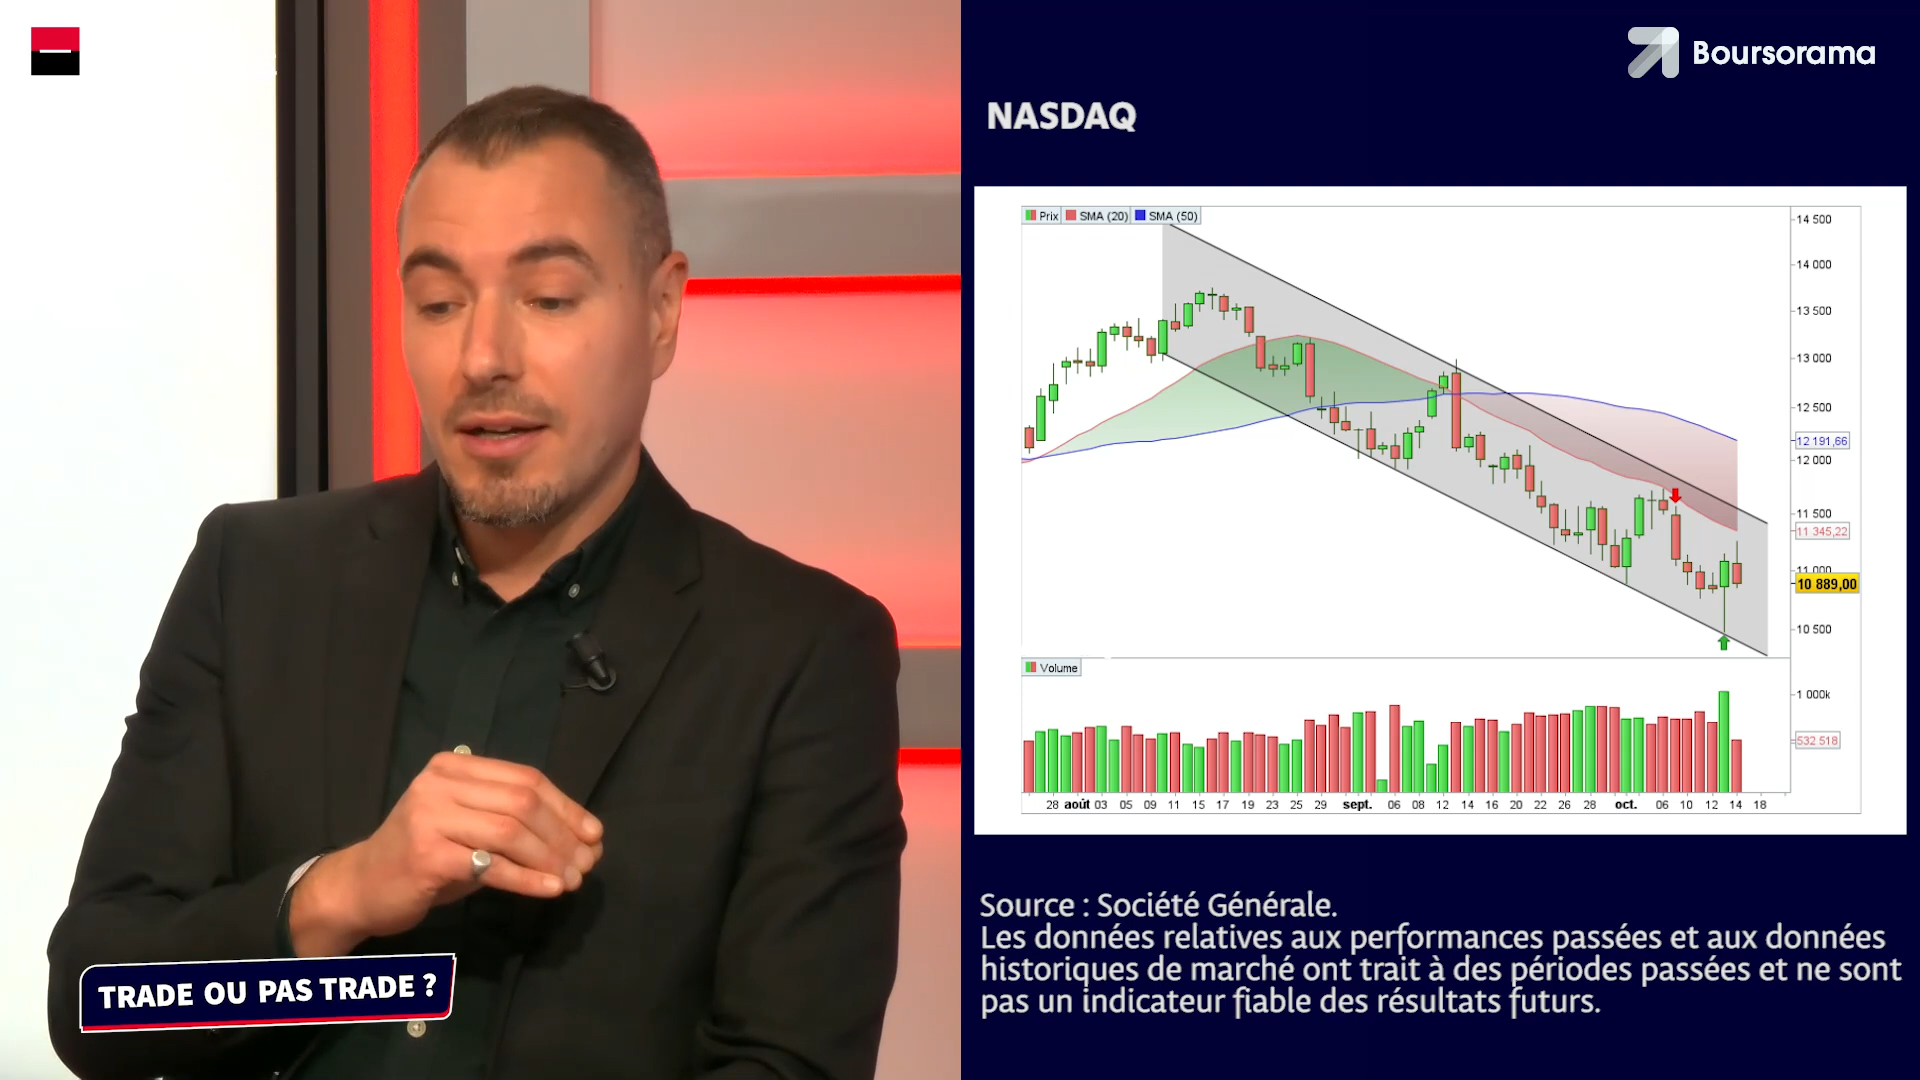 Boursorama
NASDAQ
Prix SMA (20) SMA (50)
14 500
14 000
13 500
13 000
12 500
12 191,66
12 000
11 500
11 345,22
11 000
10 889,00
10 500
Volume
1 000k
532 518
28 août 03 05 09 11 15 17 19 23 25 29 sept. 06 08 12 14 16 20 22 26 28 oct. 06 10 12 14 18
Source : Société Générale.
Les données relatives aux performances passées et aux données
historiques de marché ont trait à des périodes passées et ne sont
pas un indicateur fiable des résultats futurs.
TRADE OU PAS TRADE ?